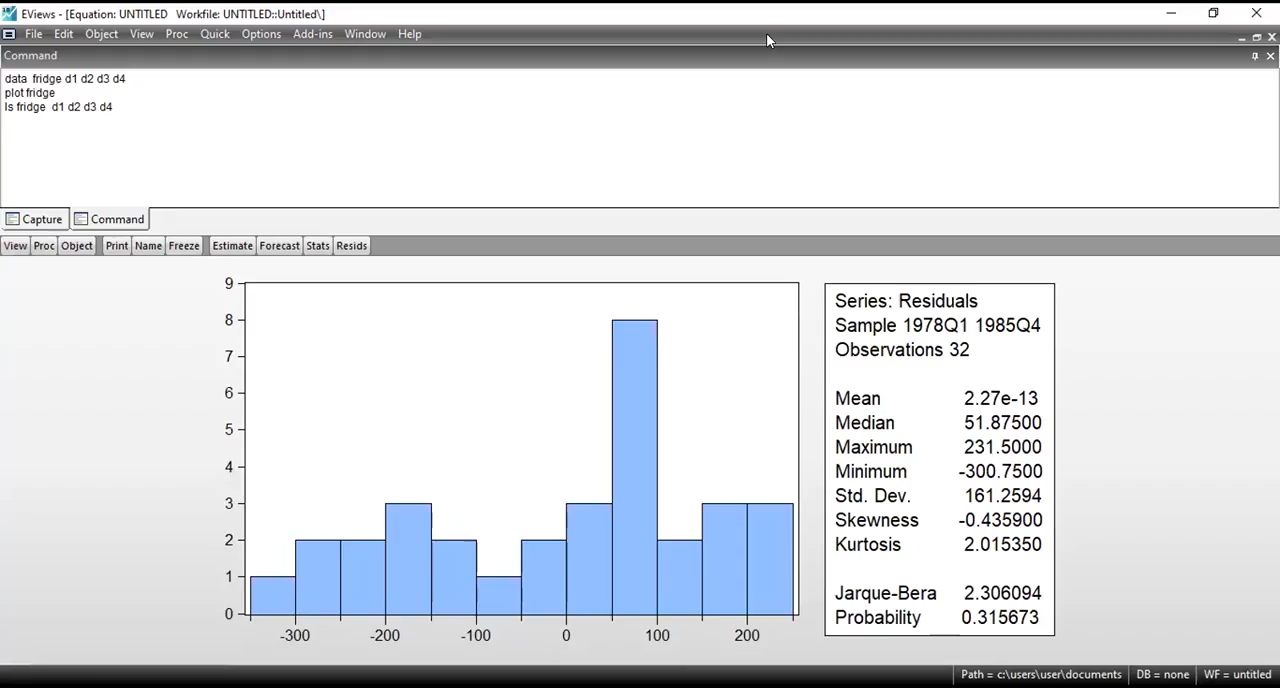 EViews - [Equation: UNTITLED   Workfile: UNTITLED::Untitled\]
File Edit Object View Proc Quick Options Add-ins Window Help
Command
data  fridge d1 d2 d3 d4
plot fridge
ls fridge  d1 d2 d3 d4
Capture Command
View Proc Object Print Name Freeze Estimate Forecast Stats Resids
9
8
7
6
5
4
3
2
1
0
-300 -200 -100 0 100 200
Series: Residuals
Sample 1978Q1 1985Q4
Observations 32
Mean 2.27e-13
Median 51.87500
Maximum 231.5000
Minimum -300.7500
Std. Dev. 161.2594
Skewness -0.435900
Kurtosis 2.015350
Jarque-Bera 2.306094
Probability 0.315673
Path = c:\users\user\documents DB = none WF = untitled